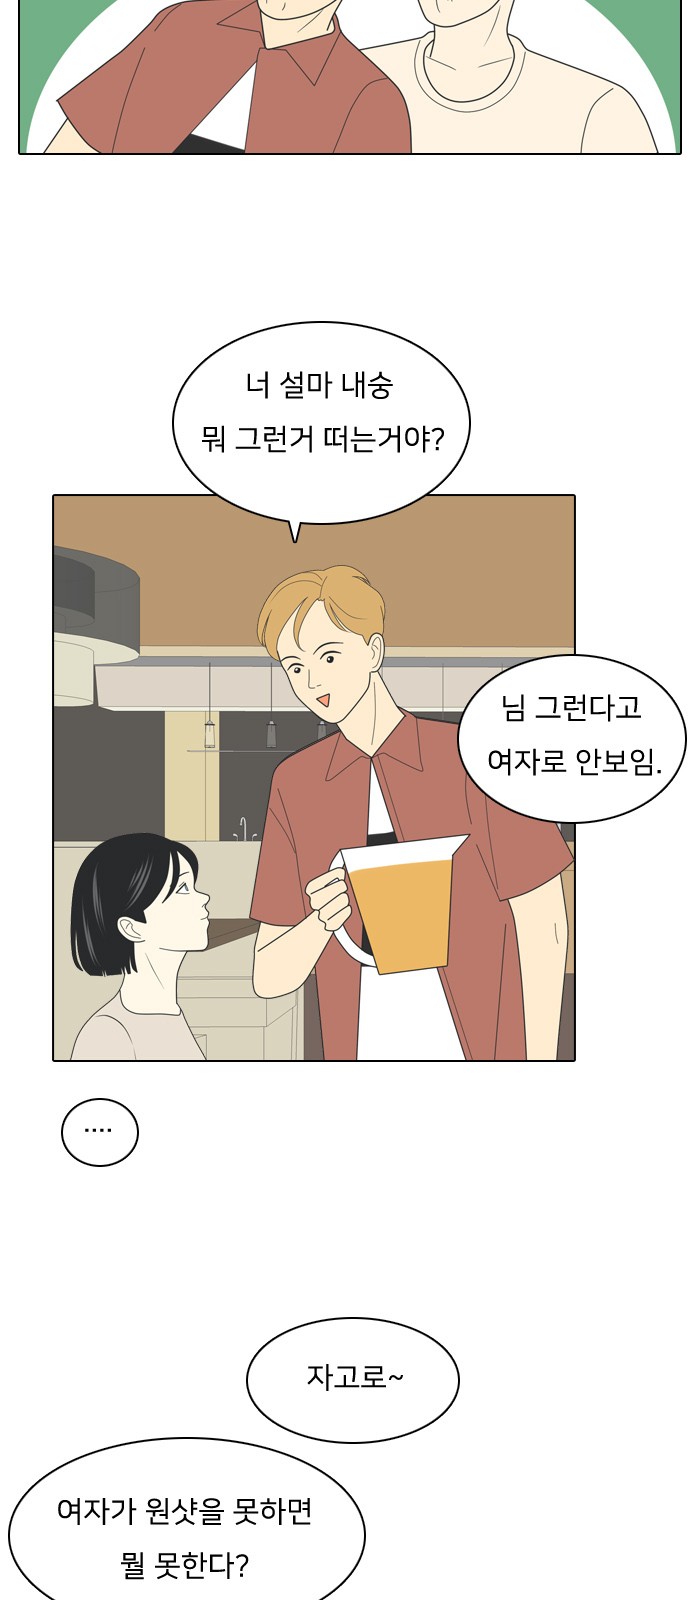 너 설마 내숭
뭐 그런거 떠는거야?
님 그런다고
여자로 안보임.
....
자고로~
여자가 원샷을 못하면
뭘 못한다?